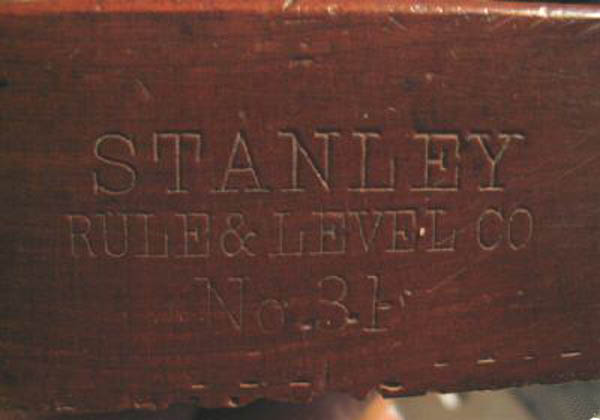 STANLEY
RULE & LEVEL CO
No. 31